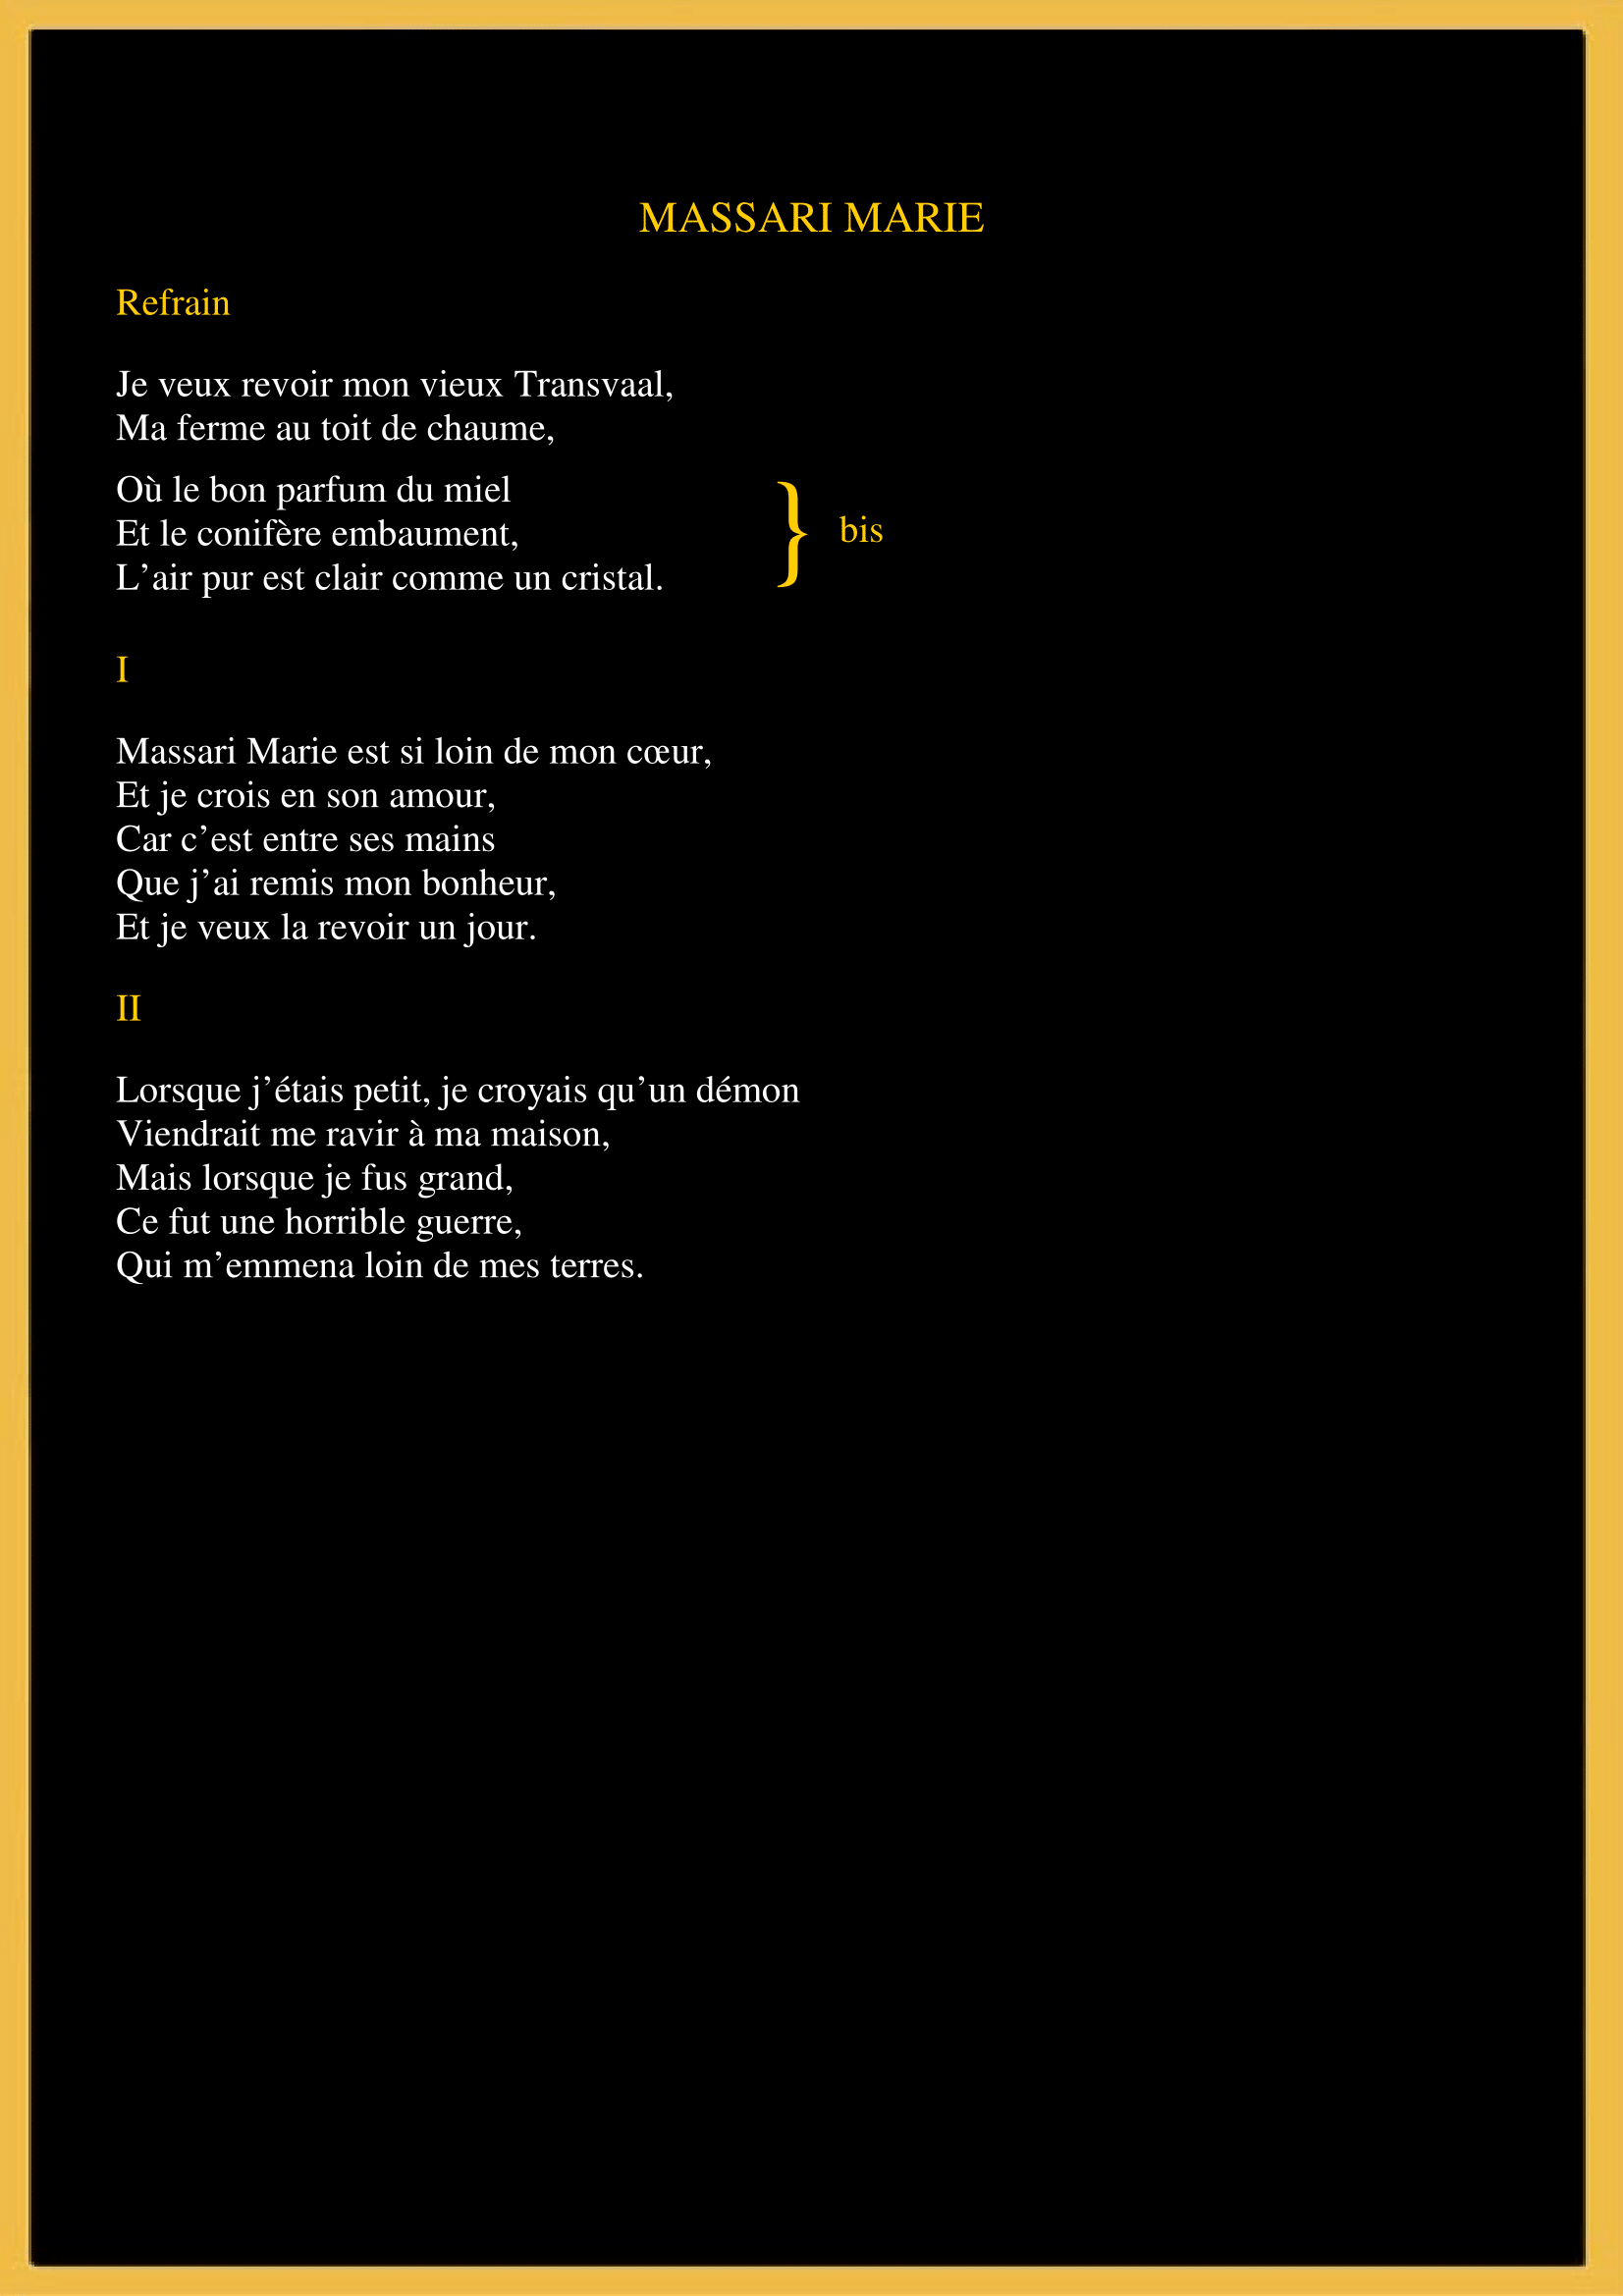 MASSARI MARIE
Refrain
Je veux revoir mon vieux Transvaal,
Ma ferme au toit de chaume,
Où le bon parfum du miel
Et le conifère embaument,
L’air pur est clair comme un cristal.
} bis
I
Massari Marie est si loin de mon cœur,
Et je crois en son amour,
Car c’est entre ses mains
Que j’ai remis mon bonheur,
Et je veux la revoir un jour.
II
Lorsque j’étais petit, je croyais qu’un démon
Viendrait me ravir à ma maison,
Mais lorsque je fus grand,
Ce fut une horrible guerre,
Qui m’emmena loin de mes terres.